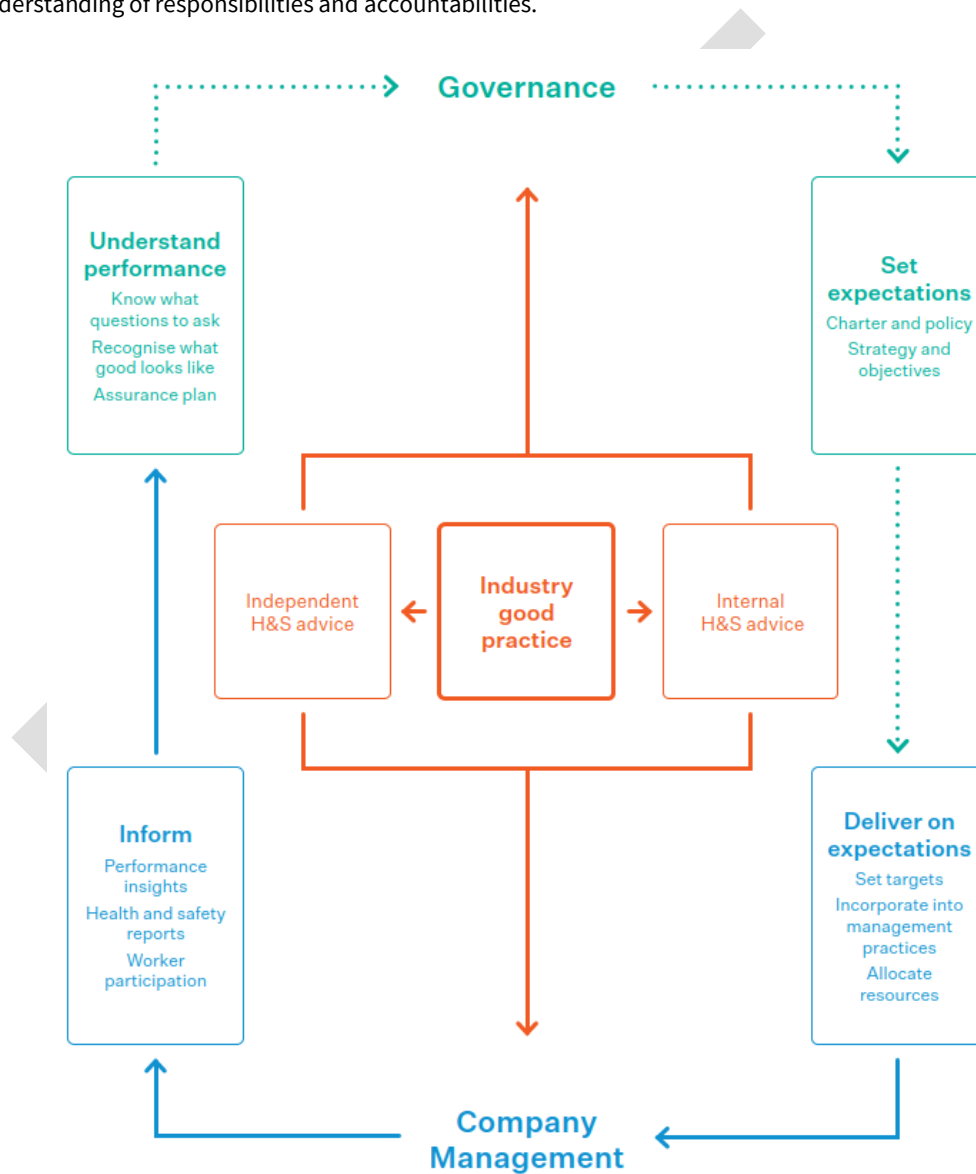 derstanding of responsibilities and accountabilities.
Governance
Understand
performance
Know what
questions to ask
Recognise what
good looks like
Assurance plan
Set
expectations
Charter and policy
Strategy and
objectives
Independent
H&S advice
Industry
good
practice
Internal
H&S advice
Inform
Performance
insights
Health and safety
reports
Worker
participation
Deliver on
expectations
Set targets
Incorporate into
management
practices
Allocate
resources
Company
Management